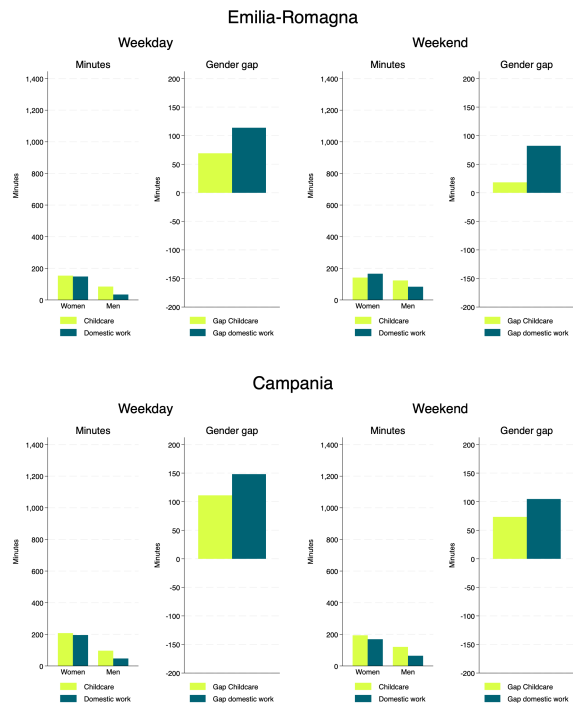 Emilia-Romagna
Weekday
Weekend
Minutes
Gender gap
Minutes
Gender gap
1,400
1,200
1,000
800
600
400
200
0
Minutes
Women
Men
Childcare
Domestic work
200
150
100
50
0
-50
-100
-150
-200
Minutes
Gap Childcare
Gap domestic work
1,400
1,200
1,000
800
600
400
200
0
Minutes
Women
Men
Childcare
Domestic work
200
150
100
50
0
-50
-100
-150
-200
Minutes
Gap Childcare
Gap domestic work
Campania
Weekday
Weekend
Minutes
Gender gap
Minutes
Gender gap
1,400
1,200
1,000
800
600
400
200
0
Minutes
Women
Men
Childcare
Domestic work
200
150
100
50
0
-50
-100
-150
-200
Minutes
Gap Childcare
Gap domestic work
1,400
1,200
1,000
800
600
400
200
0
Minutes
Women
Men
Childcare
Domestic work
200
150
100
50
0
-50
-100
-150
-200
Minutes
Gap Childcare
Gap domestic work